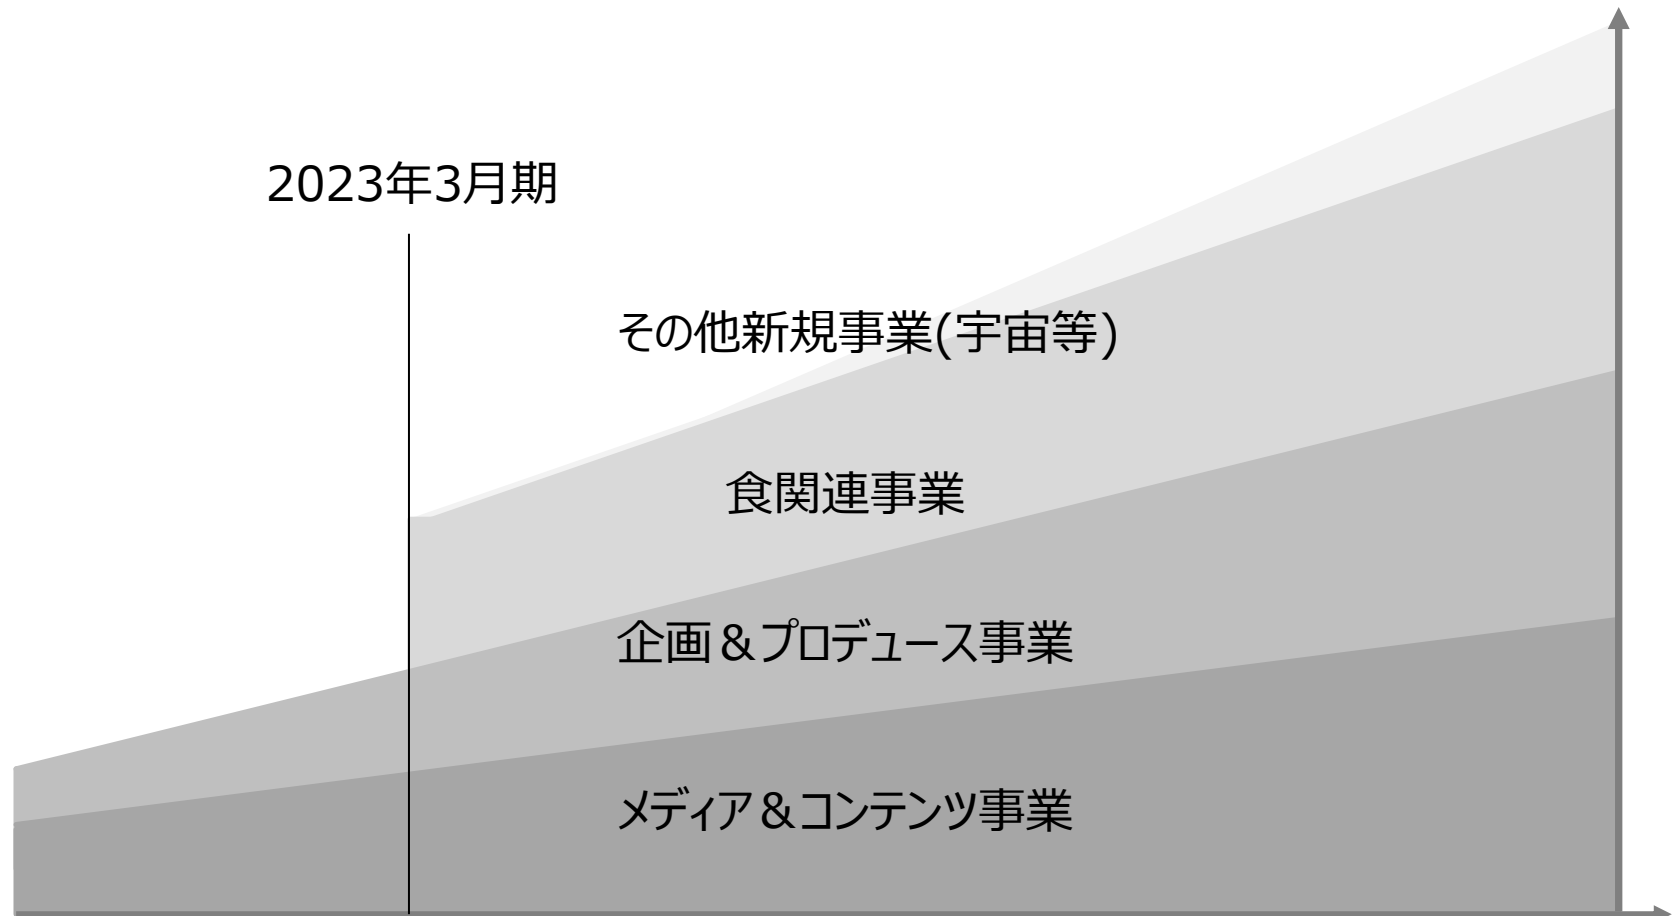 2023年3月期
その他新規事業(宇宙等)
食関連事業
企画＆プロデュース事業
メディア＆コンテンツ事業